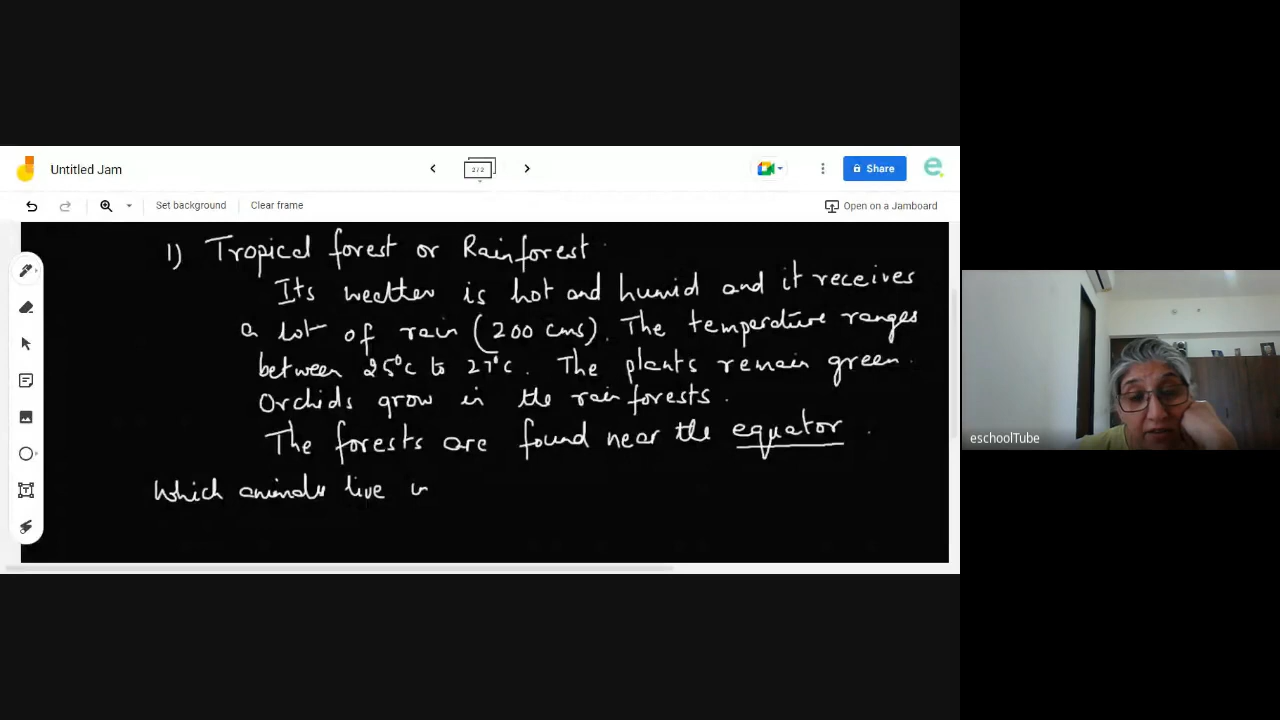 Untitled Jam
2/2
Share
Set background
Clear frame
Open on a Jamboard
1) Tropical forest or Rainforest.
Its weather is hot and humid and it receives
a lot of rain (200 cms). The temperature ranges
between 25°C to 27°C. The plants remain green.
Orchids grow in the rain forests.
The forests are found near the equator.
Which animals live
eschoolTube